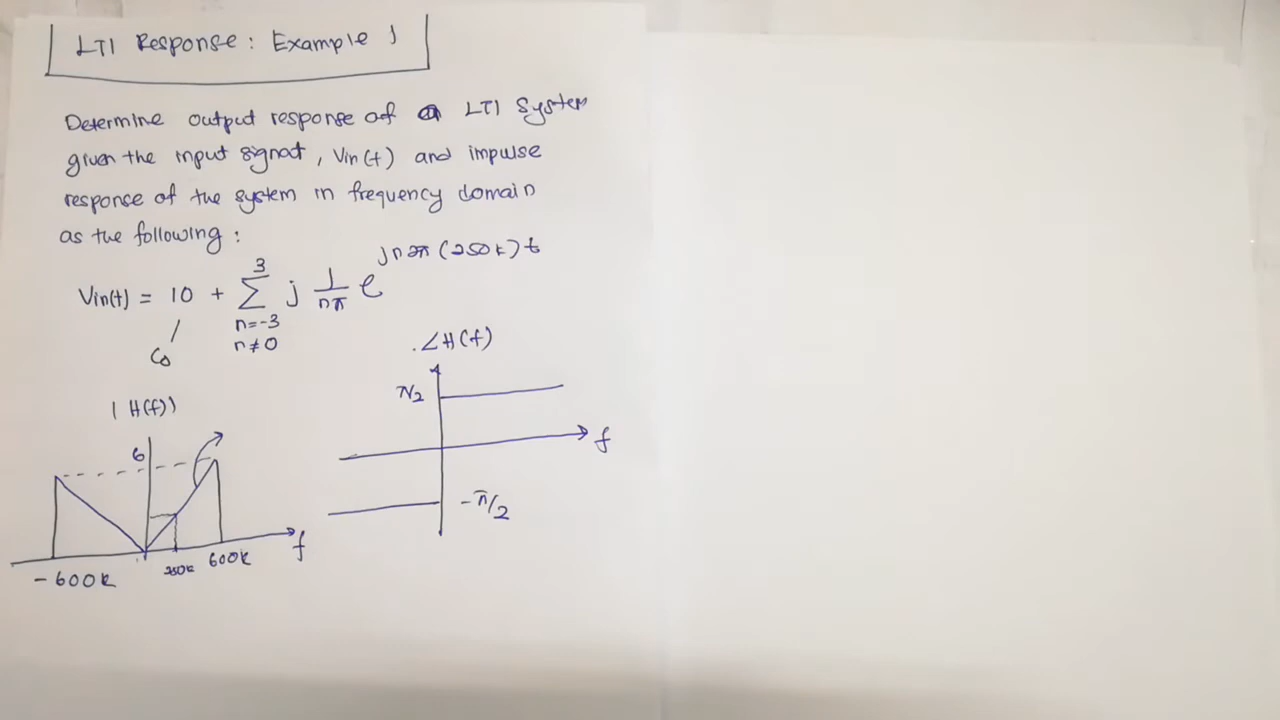 LTI Response: Example 1
Determine output response of a LTI system
given the input signal, Vin(t) and impulse
response of the system in frequency domain
as the following:
Vin(t) = 10 + 3 Σ n=-3 n≠0 j 1/nπ e^jn2π(250k)t
Co
∠H(f)
|H(f)|
π/2
f
6
-π/2
f
-600k
250k
600k